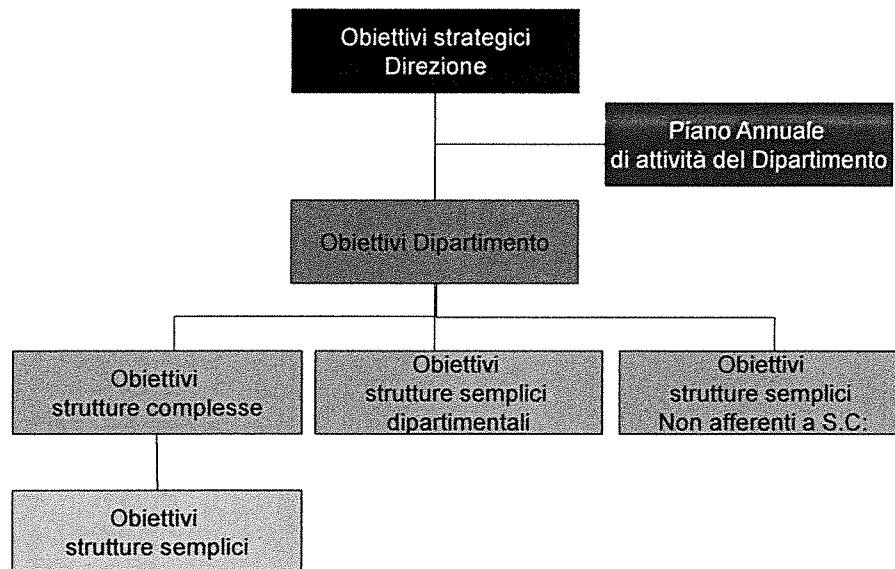 Obiettivi strategici
Direzione
Piano Annuale
di attività del Dipartimento
Obiettivi Dipartimento
Obiettivi
strutture complesse
Obiettivi
strutture semplici
dipartimentali
Obiettivi
strutture semplici
Non afferenti a S.C:
Obiettivi
strutture semplici